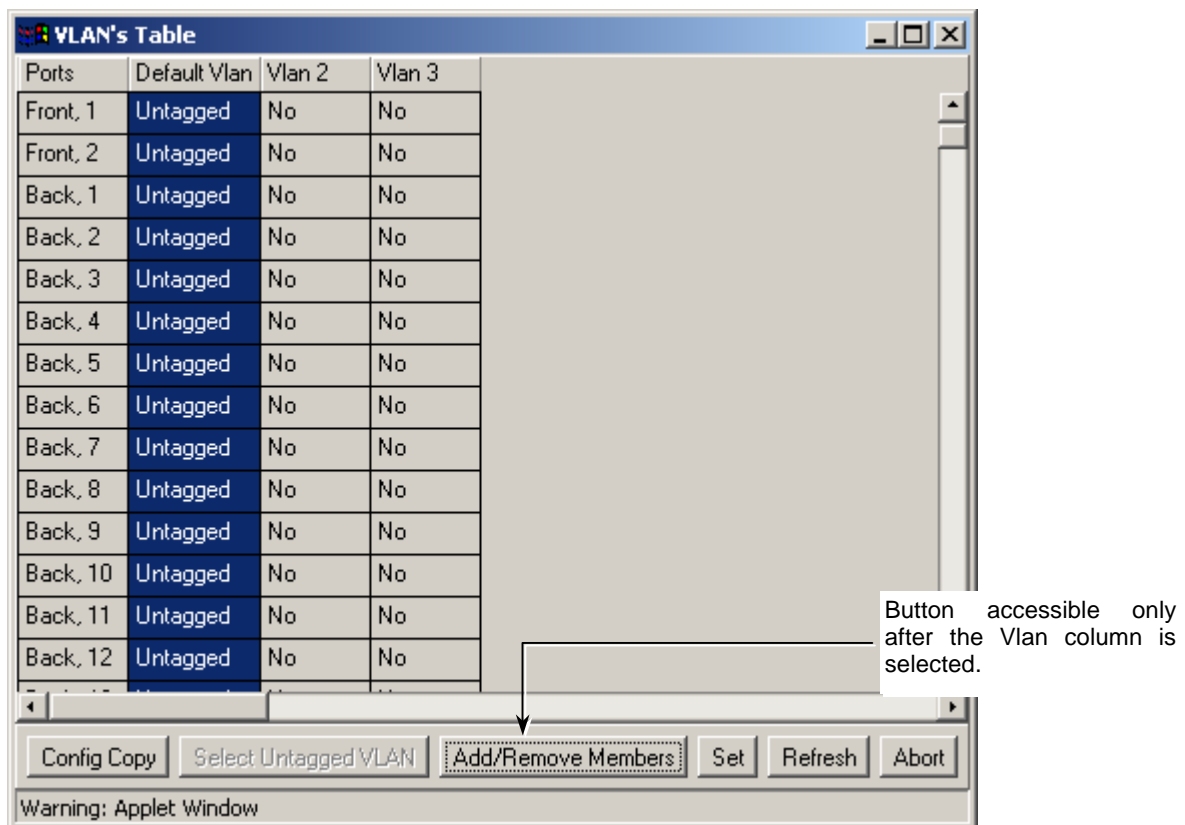 VLAN's Table
Ports Default Vlan Vlan 2 Vlan 3
Front, 1 Untagged No No
Front, 2 Untagged No No
Back, 1 Untagged No No
Back, 2 Untagged No No
Back, 3 Untagged No No
Back, 4 Untagged No No
Back, 5 Untagged No No
Back, 6 Untagged No No
Back, 7 Untagged No No
Back, 8 Untagged No No
Back, 9 Untagged No No
Back, 10 Untagged No No
Back, 11 Untagged No No
Back, 12 Untagged No No
Button accessible only
after the Vlan column is
selected.
Config Copy Select Untagged VLAN Add/Remove Members Set Refresh Abort
Warning: Applet Window